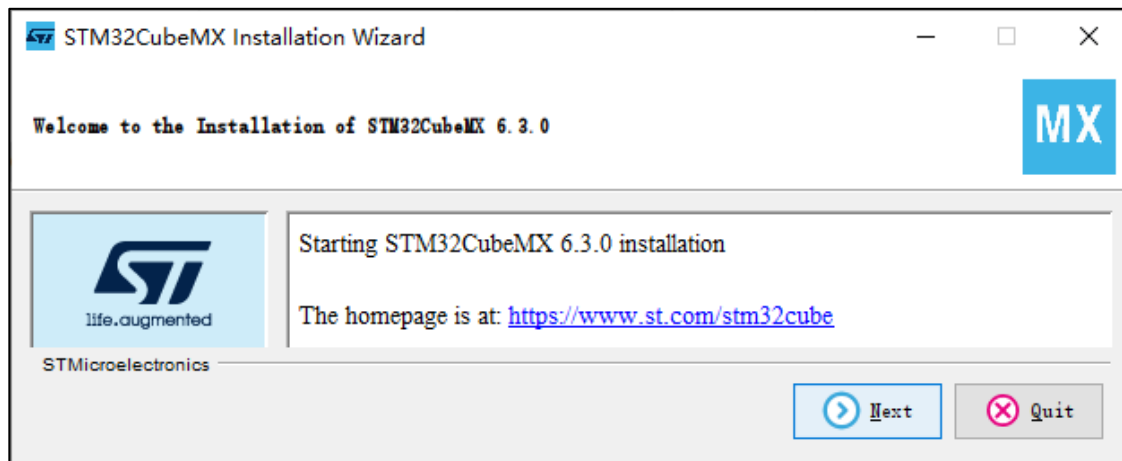 STM32CubeMX Installation Wizard
Welcome to the Installation of STM32CubeMX 6.3.0
MX
Starting STM32CubeMX 6.3.0 installation
The homepage is at: https://www.st.com/stm32cube
ST
life.augmented
STMicroelectronics
Next
Quit